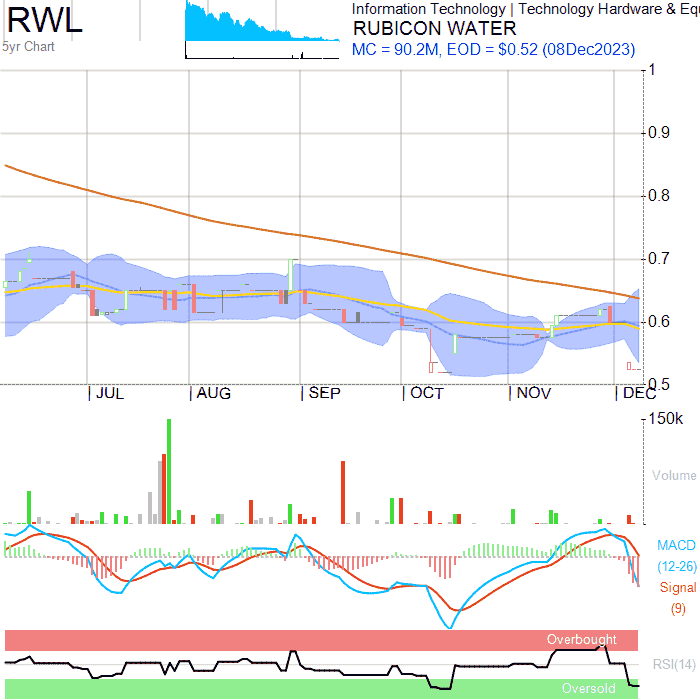 RWL
5yr Chart
Information Technology | Technology Hardware & Equ
RUBICON WATER
MC = 90.2M, EOD = $0.52 (08Dec2023)
1
0.9
0.8
0.7
0.6
0.5
JUL
AUG
SEP
OCT
NOV
DEC
150k
Volume
MACD
(12-26)
Signal
(9)
Overbought
RSI(14)
Oversold